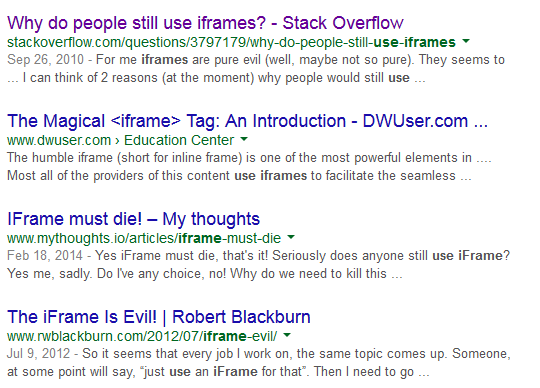 Why do people still use iframes? - Stack Overflow
stackoverflow.com/questions/3797179/why-do-people-still-use-iframes
Sep 26, 2010 - For me iframes are pure evil (well, maybe not so pure). They seems to
... I can think of 2 reasons (at the moment) why people would still use ...
The Magical <iframe> Tag: An Introduction - DWUser.com ...
www.dwuser.com › Education Center
The humble iframe (short for inline frame) is one of the most powerful elements in ....
Most all of the providers of this content use iframes to facilitate the seamless ...
IFrame must die! – My thoughts
www.mythoughts.io/articles/iframe-must-die
Feb 18, 2014 - Yes iFrame must die, that's it! Seriously does anyone still use iFrame?
Yes me, sadly. Do I've any choice, no! Why do we need to kill this ...
The iFrame Is Evil! | Robert Blackburn
www.rwblackburn.com/2012/07/iframe-evil/
Jul 9, 2012 - So it seems that every job I work on, the same topic comes up. Someone,
at some point will say, “just use an iFrame for that”. Then I need to go ...